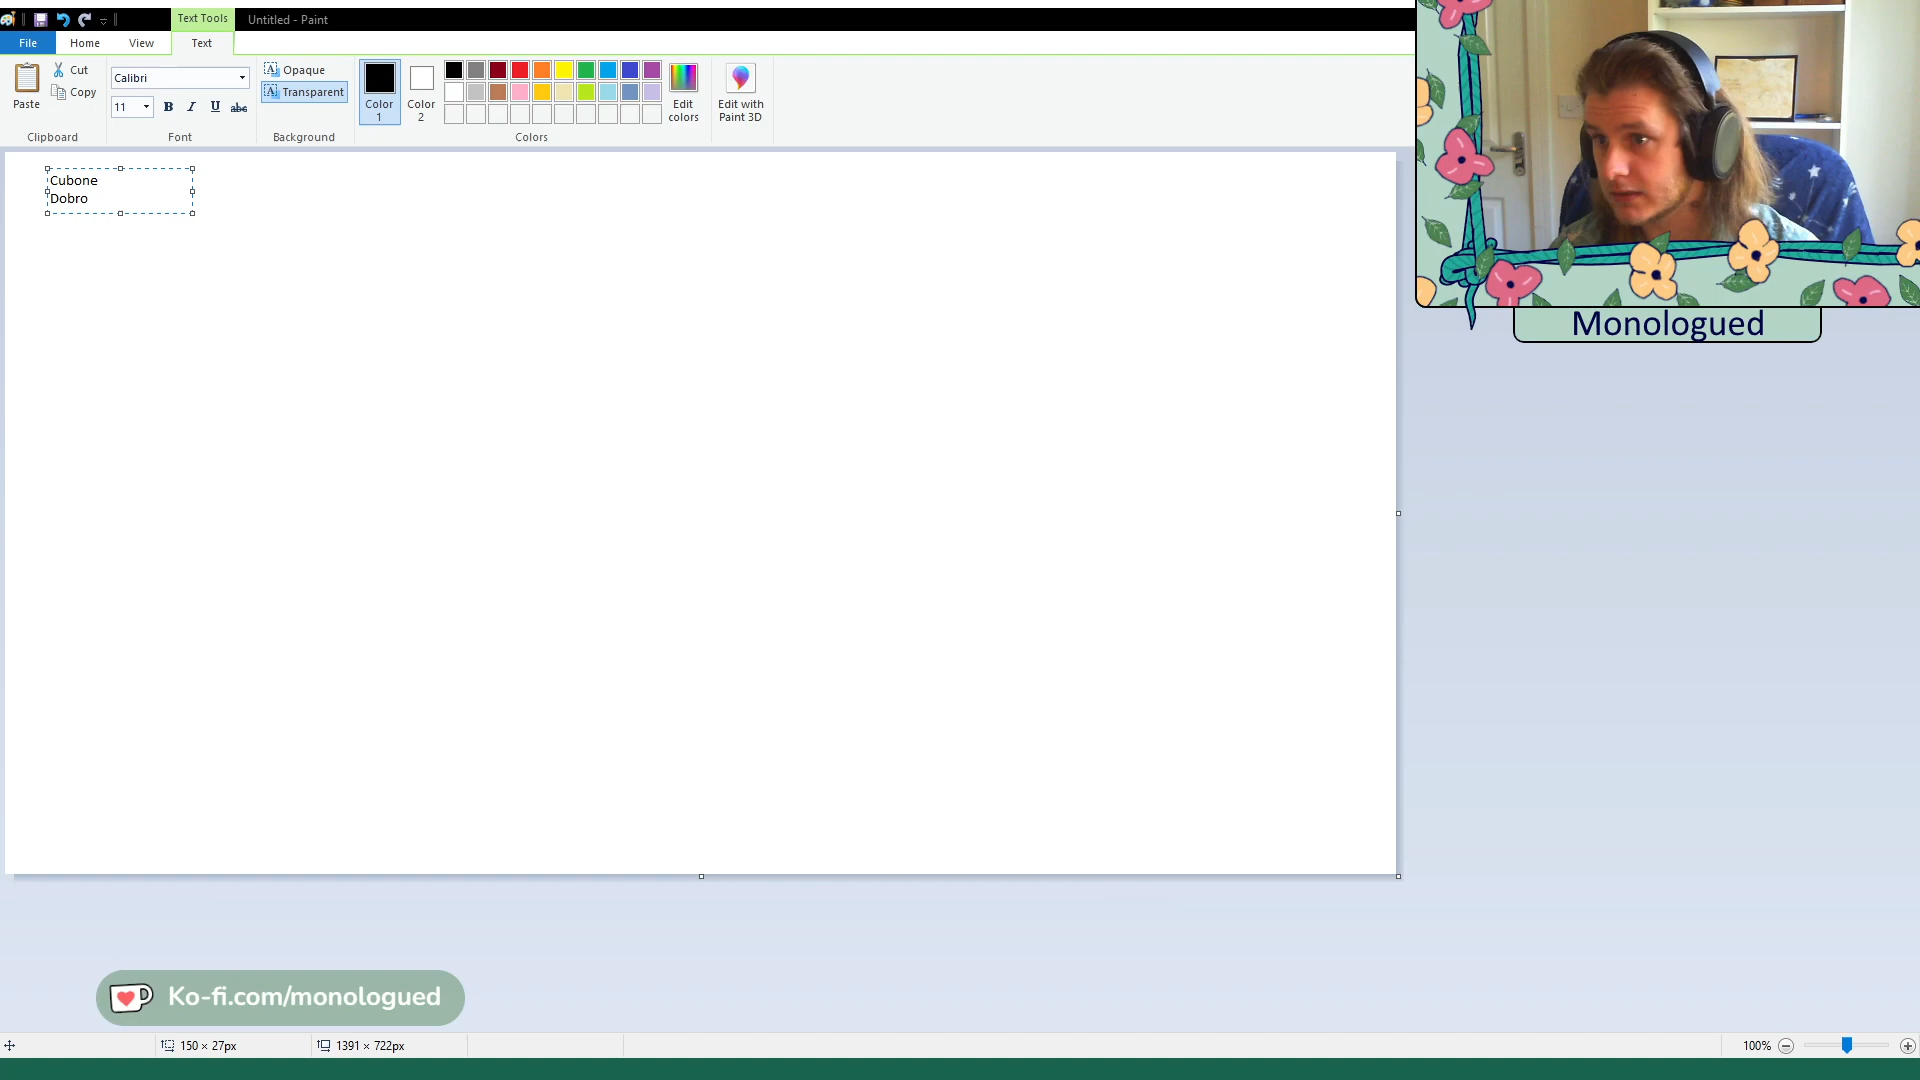 Text Tools
Untitled - Paint
File
Home
View
Text
Paste
Cut
Copy
Clipboard
Calibri
11
B
I
U
abc
Font
Opaque
Transparent
Background
Color
1
Color
2
Edit
colors
Colors
Edit with
Paint 3D
Cubone
Dobro
Monologued
Ko-fi.com/monologued
150 × 27px
1391 × 722px
100%